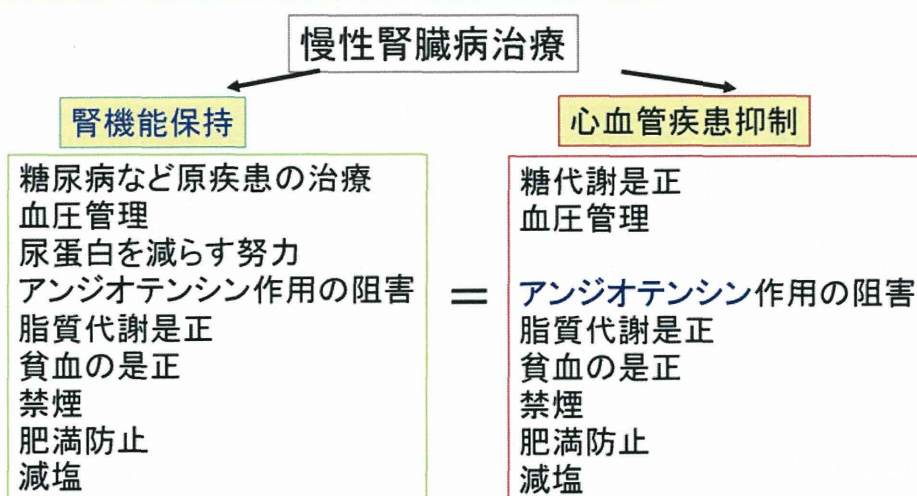 慢性腎臓病治療
腎機能保持
糖尿病など原疾患の治療
血圧管理
尿蛋白を減らす努力
アンジオテンシン作用の阻害
脂質代謝是正
貧血の是正
禁煙
肥満防止
減塩
=
心血管疾患抑制
糖代謝是正
血圧管理
アンジオテンシン作用の阻害
脂質代謝是正
貧血の是正
禁煙
肥満防止
減塩